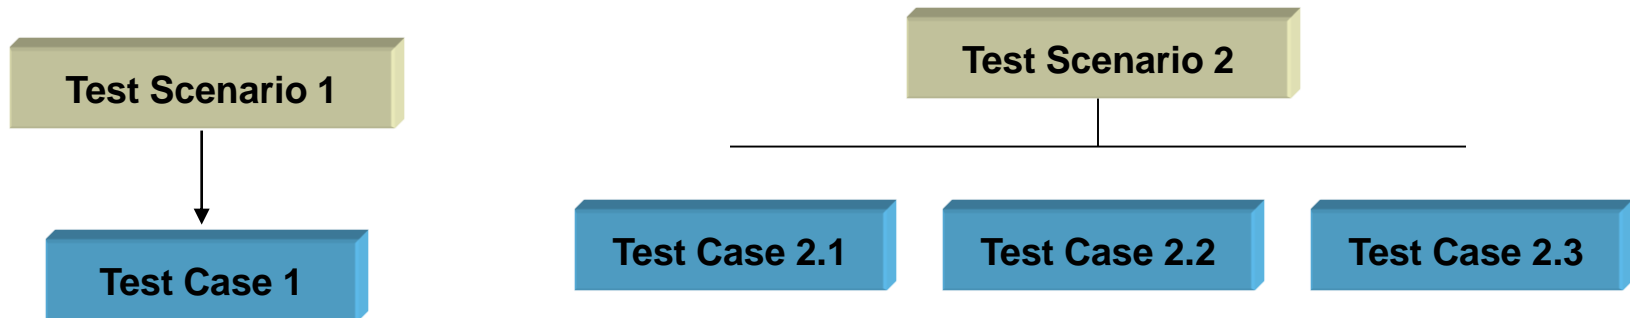 Test Scenario 1
Test Scenario 2
Test Case 1
Test Case 2.1
Test Case 2.2
Test Case 2.3